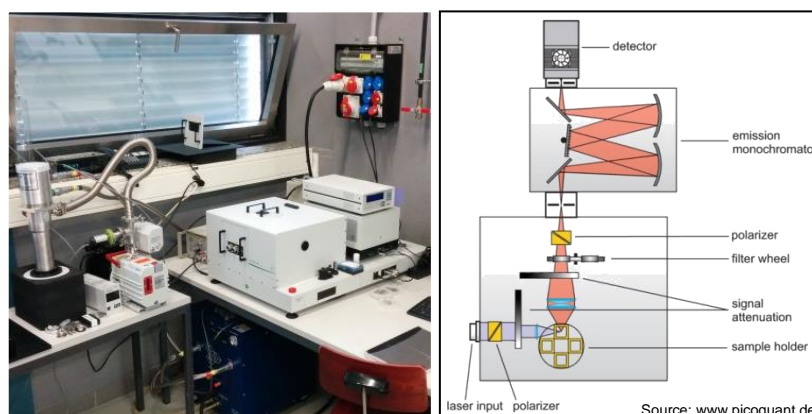 detector
emission
monochromato
polarizer
filter wheel
signal
attenuation
sample holder
laser input polarizer
Source: www.picoquant.de